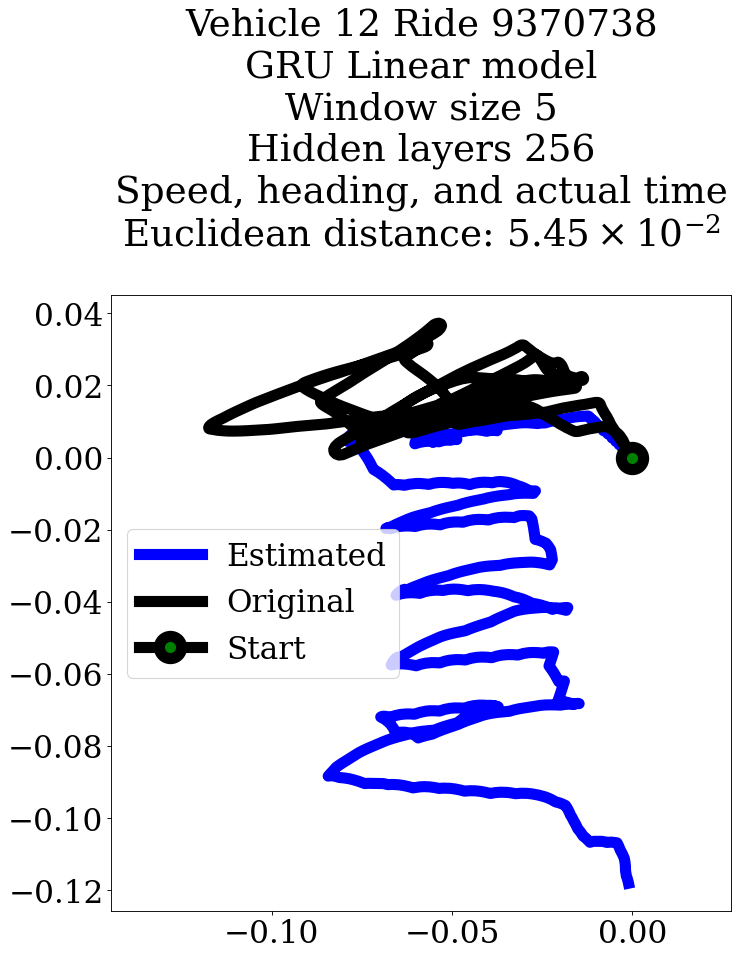 Vehicle 12 Ride 9370738
GRU Linear model
Window size 5
Hidden layers 256
Speed, heading, and actual time
Euclidean distance: 5.45 × 10⁻²
0.04
0.02
0.00
−0.02
−0.04
−0.06
−0.08
−0.10
−0.12
Estimated
Original
Start
−0.10
−0.05
0.00